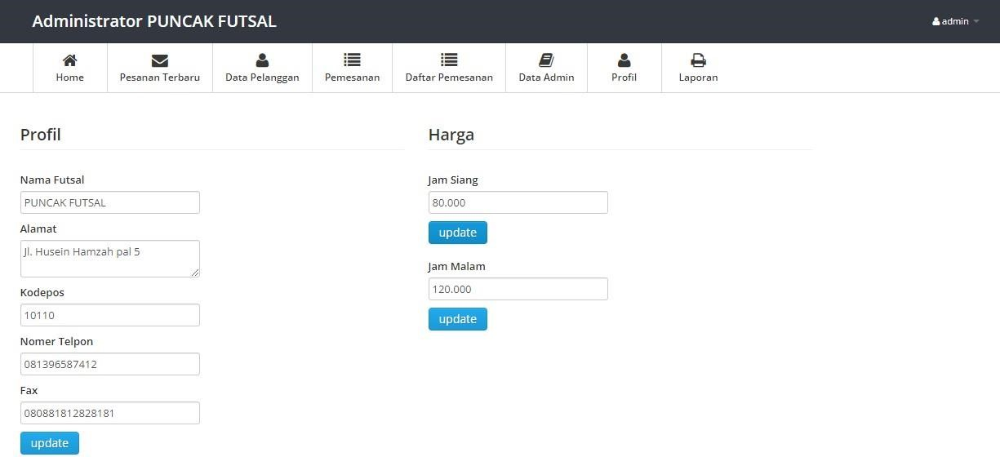 Administrator PUNCAK FUTSAL
admin
Home
Pesanan Terbaru
Data Pelanggan
Pemesanan
Daftar Pemesanan
Data Admin
Profil
Laporan
Profil
Nama Futsal
PUNCAK FUTSAL
Alamat
Jl. Husein Hamzah pal 5
Kodepos
10110
Nomer Telpon
081396587412
Fax
080881812828181
update
Harga
Jam Siang
80.000
update
Jam Malam
120.000
update